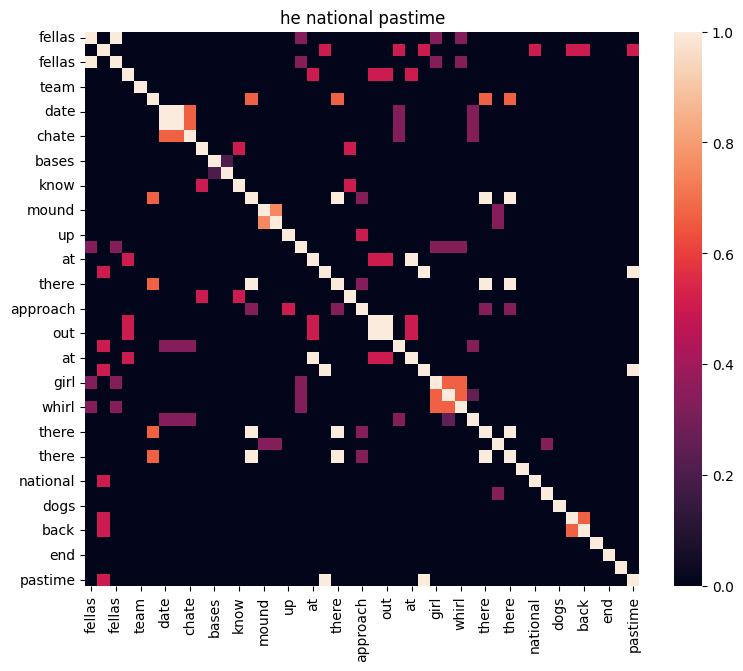 he national pastime
fellas
fellas
team
date
chate
bases
know
mound
up
at
there
approach
out
at
girl
whirl
there
there
national
dogs
back
end
pastime
fellas
fellas
team
date
chate
bases
know
mound
up
at
there
approach
out
at
girl
whirl
there
there
national
dogs
back
end
pastime
1.0
0.8
0.6
0.4
0.2
0.0